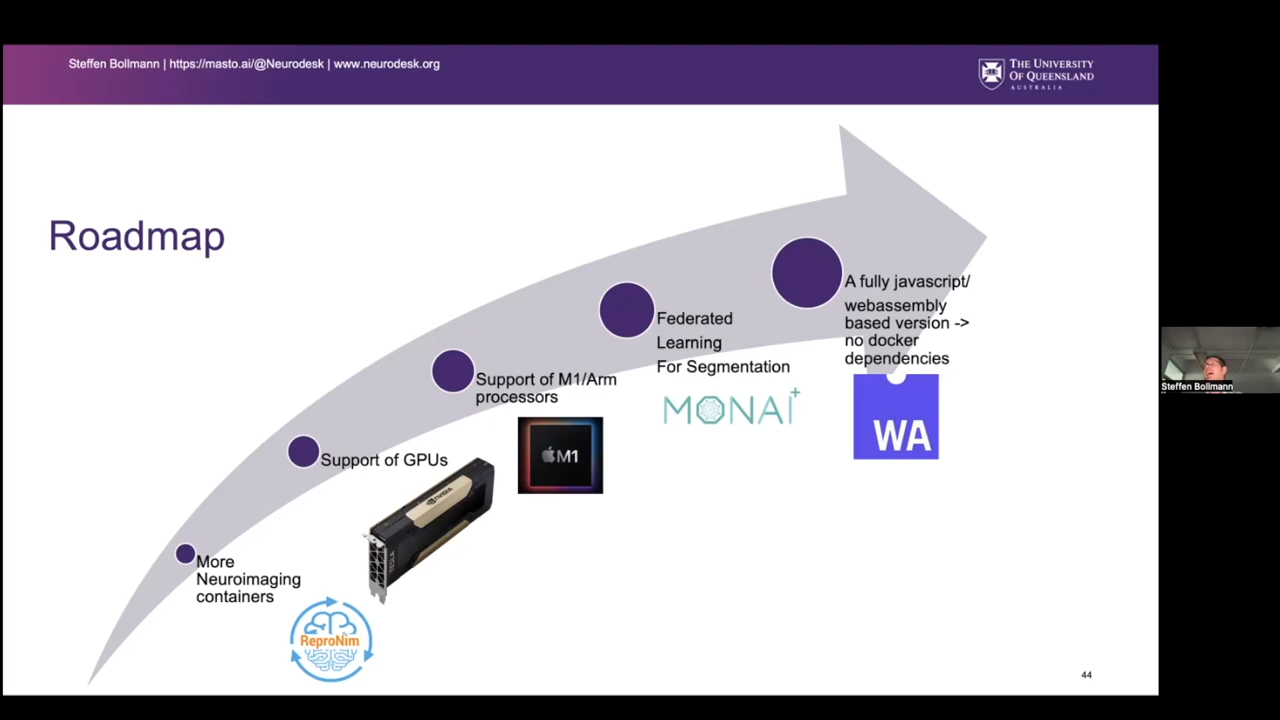 Steffen Bollmann | https://masto.ai/@Neurodesk | www.neurodesk.org
THE UNIVERSITY
OF QUEENSLAND
AUSTRALIA
Roadmap
More
Neuroimaging
containers
ReproNim
Support of GPUs
NVIDIA
TESLA
Support of M1/Arm
processors
M1
Federated
Learning
For Segmentation
MONAI+
A fully javascript/
webassembly
based version ->
no docker
dependencies
WA
44
Steffen Bollmann